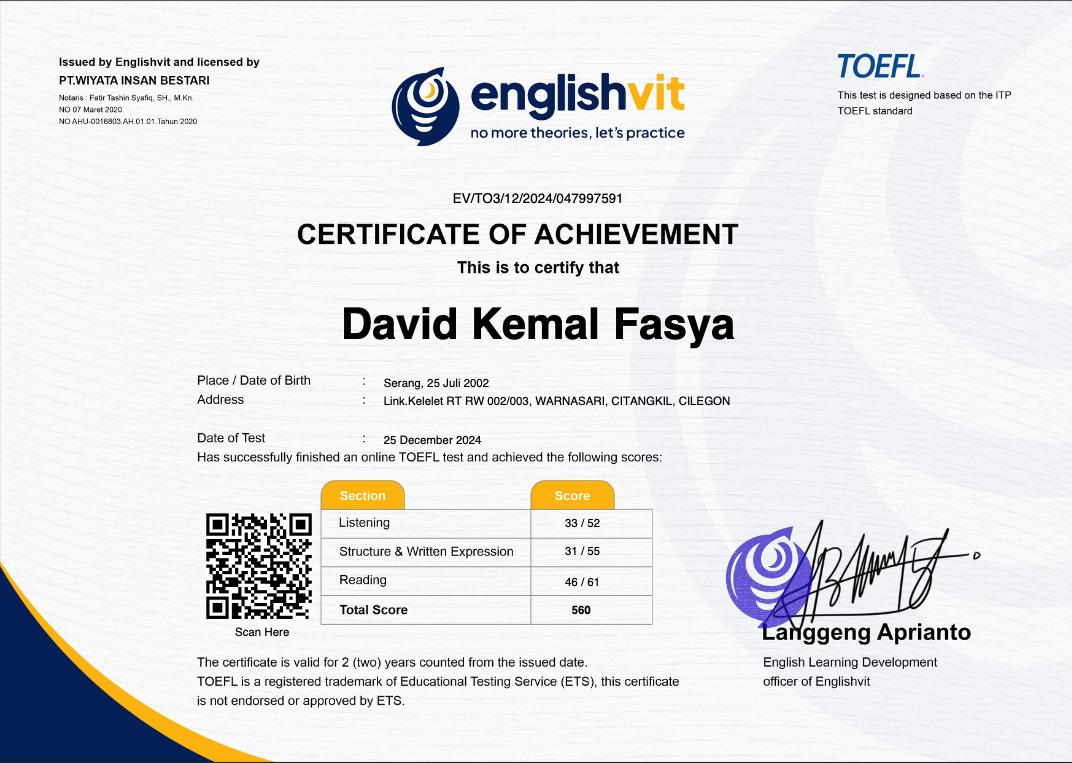 Issued by Englishvit and licensed by
PT.WIYATA INSAN BESTARI
Notaris : Fatir Tashin Syafiq, SH., M.Kn.
NO 07 Maret 2020.
NO AHU-0016803.AH.01.01.Tahun 2020
englishvit
no more theories, let's practice
TOEFL.
This test is designed based on the ITP
TOEFL standard
EV/TO3/12/2024/047997591
CERTIFICATE OF ACHIEVEMENT
This is to certify that
David Kemal Fasya
Place / Date of Birth : Serang, 25 Juli 2002
Address : Link.Kelelet RT RW 002/003, WARNASARI, CITANGKIL, CILEGON
Date of Test : 25 December 2024
Has successfully finished an online TOEFL test and achieved the following scores:
Section Score
Listening 33 / 52
Structure & Written Expression 31 / 55
Reading 46 / 61
Total Score 560
Scan Here
Langgeng Aprianto
English Learning Development
officer of Englishvit
The certificate is valid for 2 (two) years counted from the issued date.
TOEFL is a registered trademark of Educational Testing Service (ETS), this certificate
is not endorsed or approved by ETS.